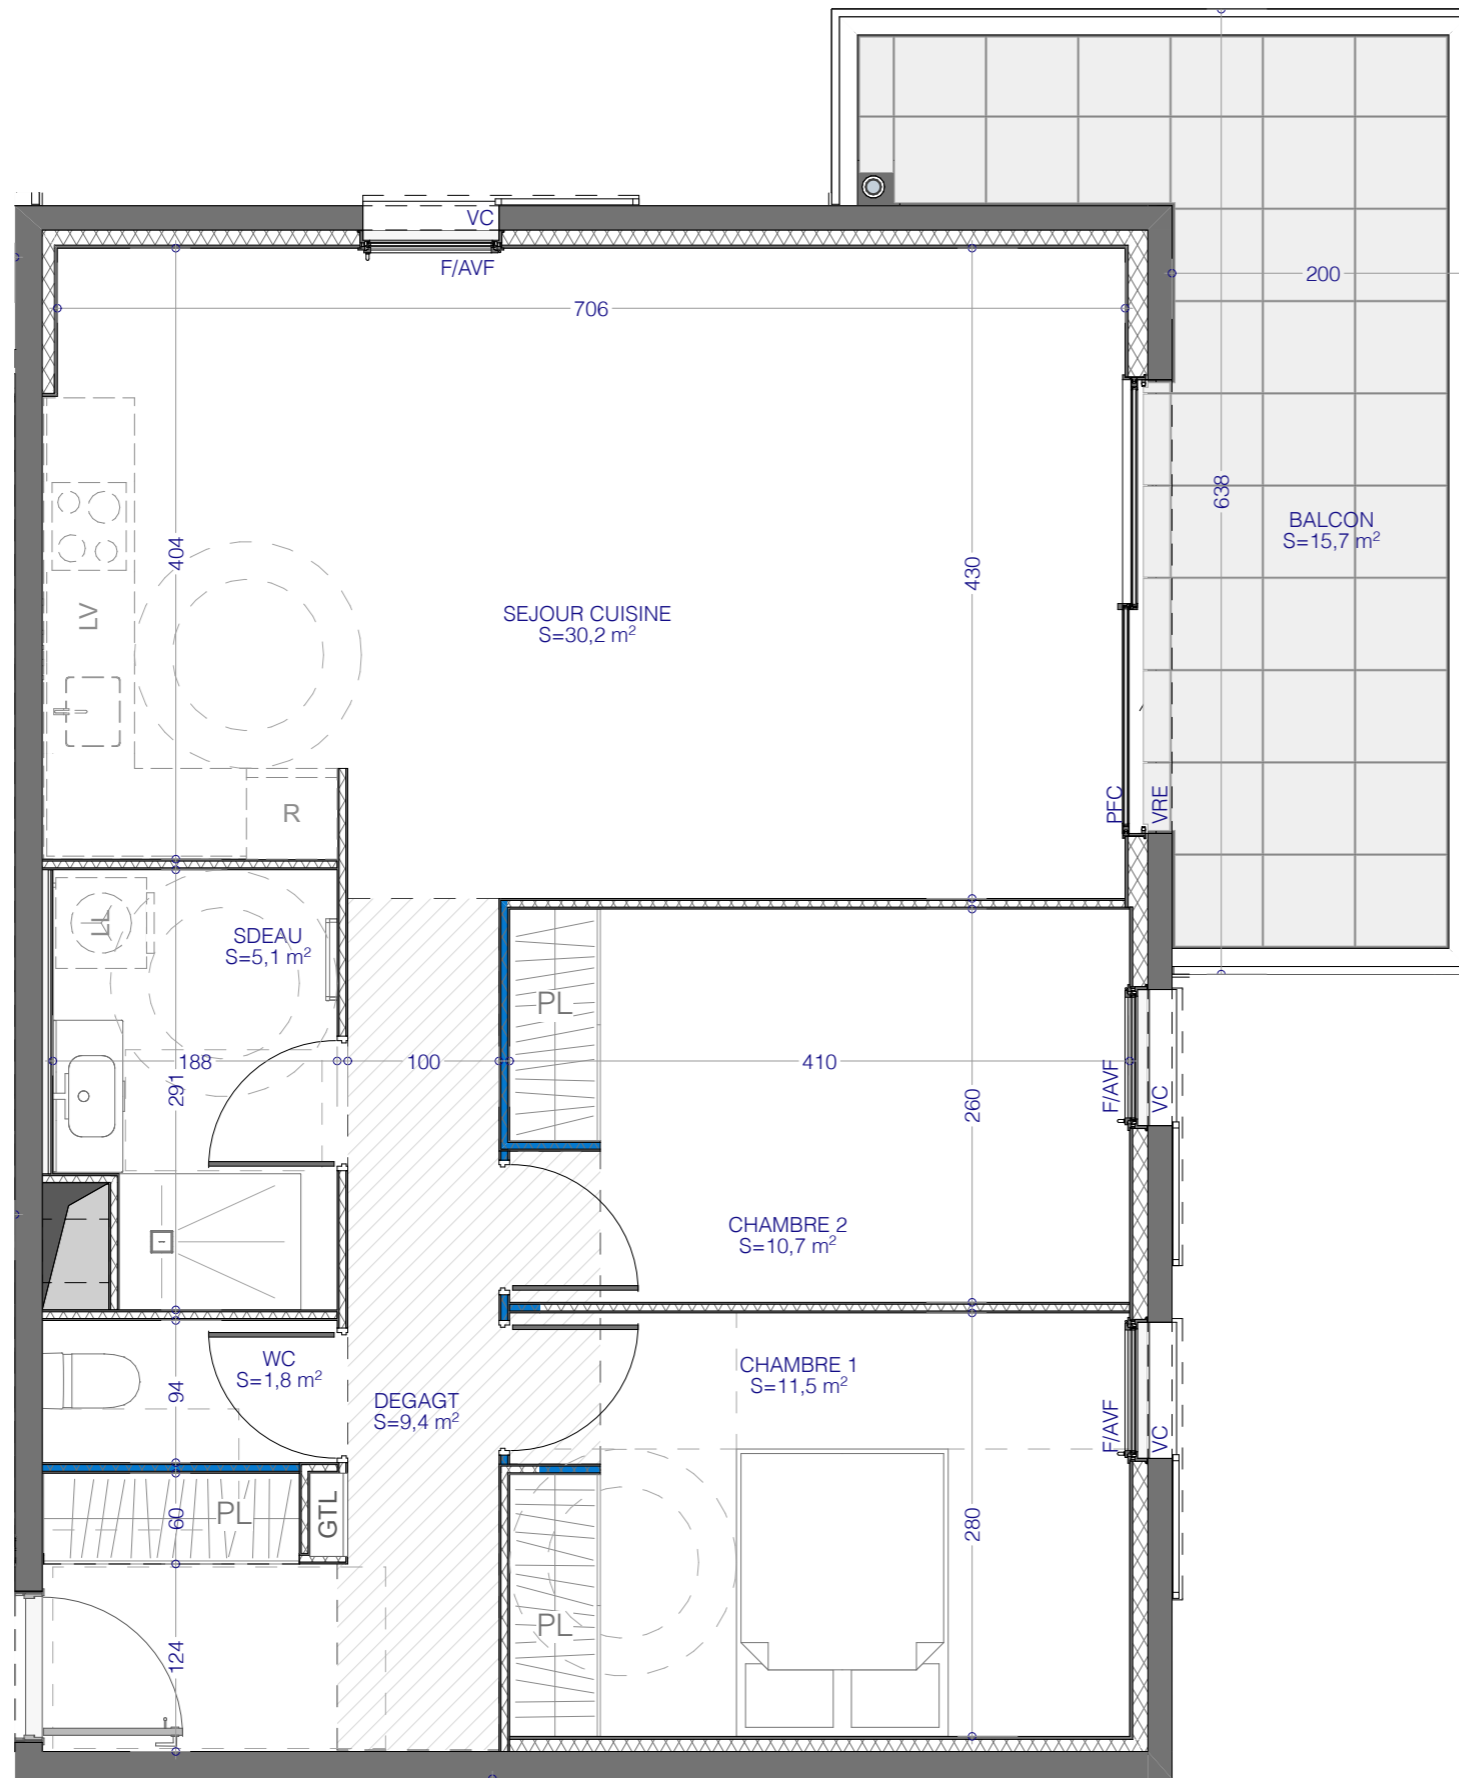 VC
F/AVF
706
200
638
BALCON
S=15,7 m²
404
430
LV
SEJOUR CUISINE
S=30,2 m²
R
PFC
VRE
LL
SDEAU
S=5,1 m²
PL
188
100
410
291
260
F/AVF
VC
CHAMBRE 2
S=10,7 m²
WC
S=1,8 m²
94
DEGAGT
S=9,4 m²
CHAMBRE 1
S=11,5 m²
F/AVF
VC
60
PL
GTL
280
PL
124